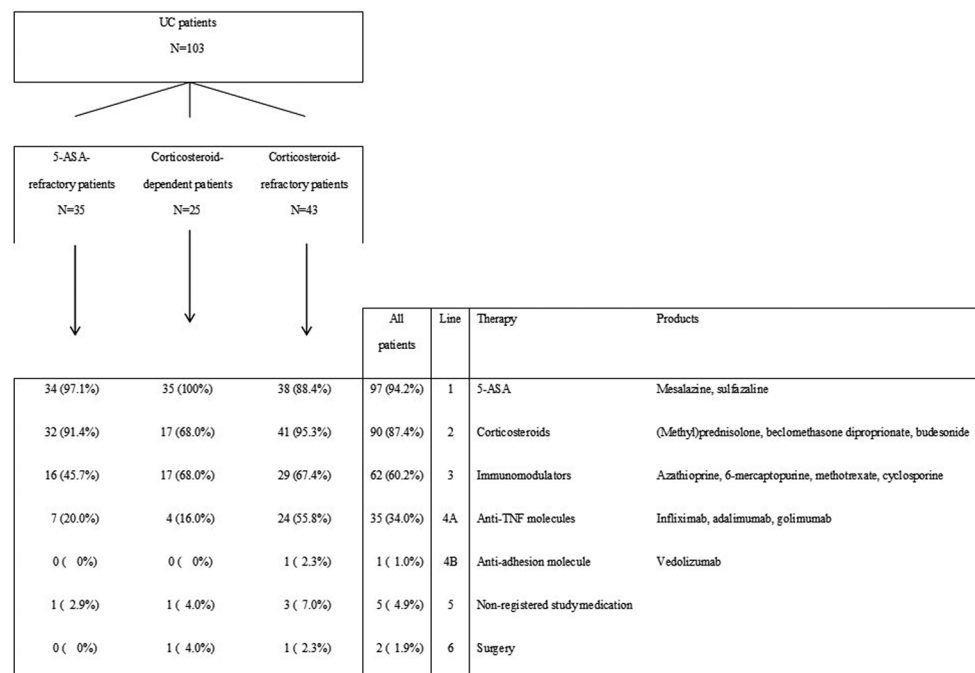 UC patients
N=103
5-ASA-
refractory patients
N=35
Corticosteroid-
dependent patients
N=25
Corticosteroid-
refractory patients
N=43
All
patients
Line
Therapy
Products
34 (97.1%) 35 (100%) 38 (88.4%) 97 (94.2%) 1 5-ASA Mesalazine, sulfazaline
32 (91.4%) 17 (68.0%) 41 (95.3%) 90 (87.4%) 2 Corticosteroids (Methyl)prednisolone, beclomethasone diproprionate, budesonide
16 (45.7%) 17 (68.0%) 29 (67.4%) 62 (60.2%) 3 Immunomodulators Azathioprine, 6-mercaptopurine, methotrexate, cyclosporine
7 (20.0%) 4 (16.0%) 24 (55.8%) 35 (34.0%) 4A Anti-TNF molecules Infliximab, adalimumab, golimumab
0 ( 0%) 0 ( 0%) 1 ( 2.3%) 1 ( 1.0%) 4B Anti-adhesion molecule Vedolizumab
1 ( 2.9%) 1 ( 4.0%) 3 ( 7.0%) 5 ( 4.9%) 5 Non-registered study medication
0 ( 0%) 1 ( 4.0%) 1 ( 2.3%) 2 ( 1.9%) 6 Surgery